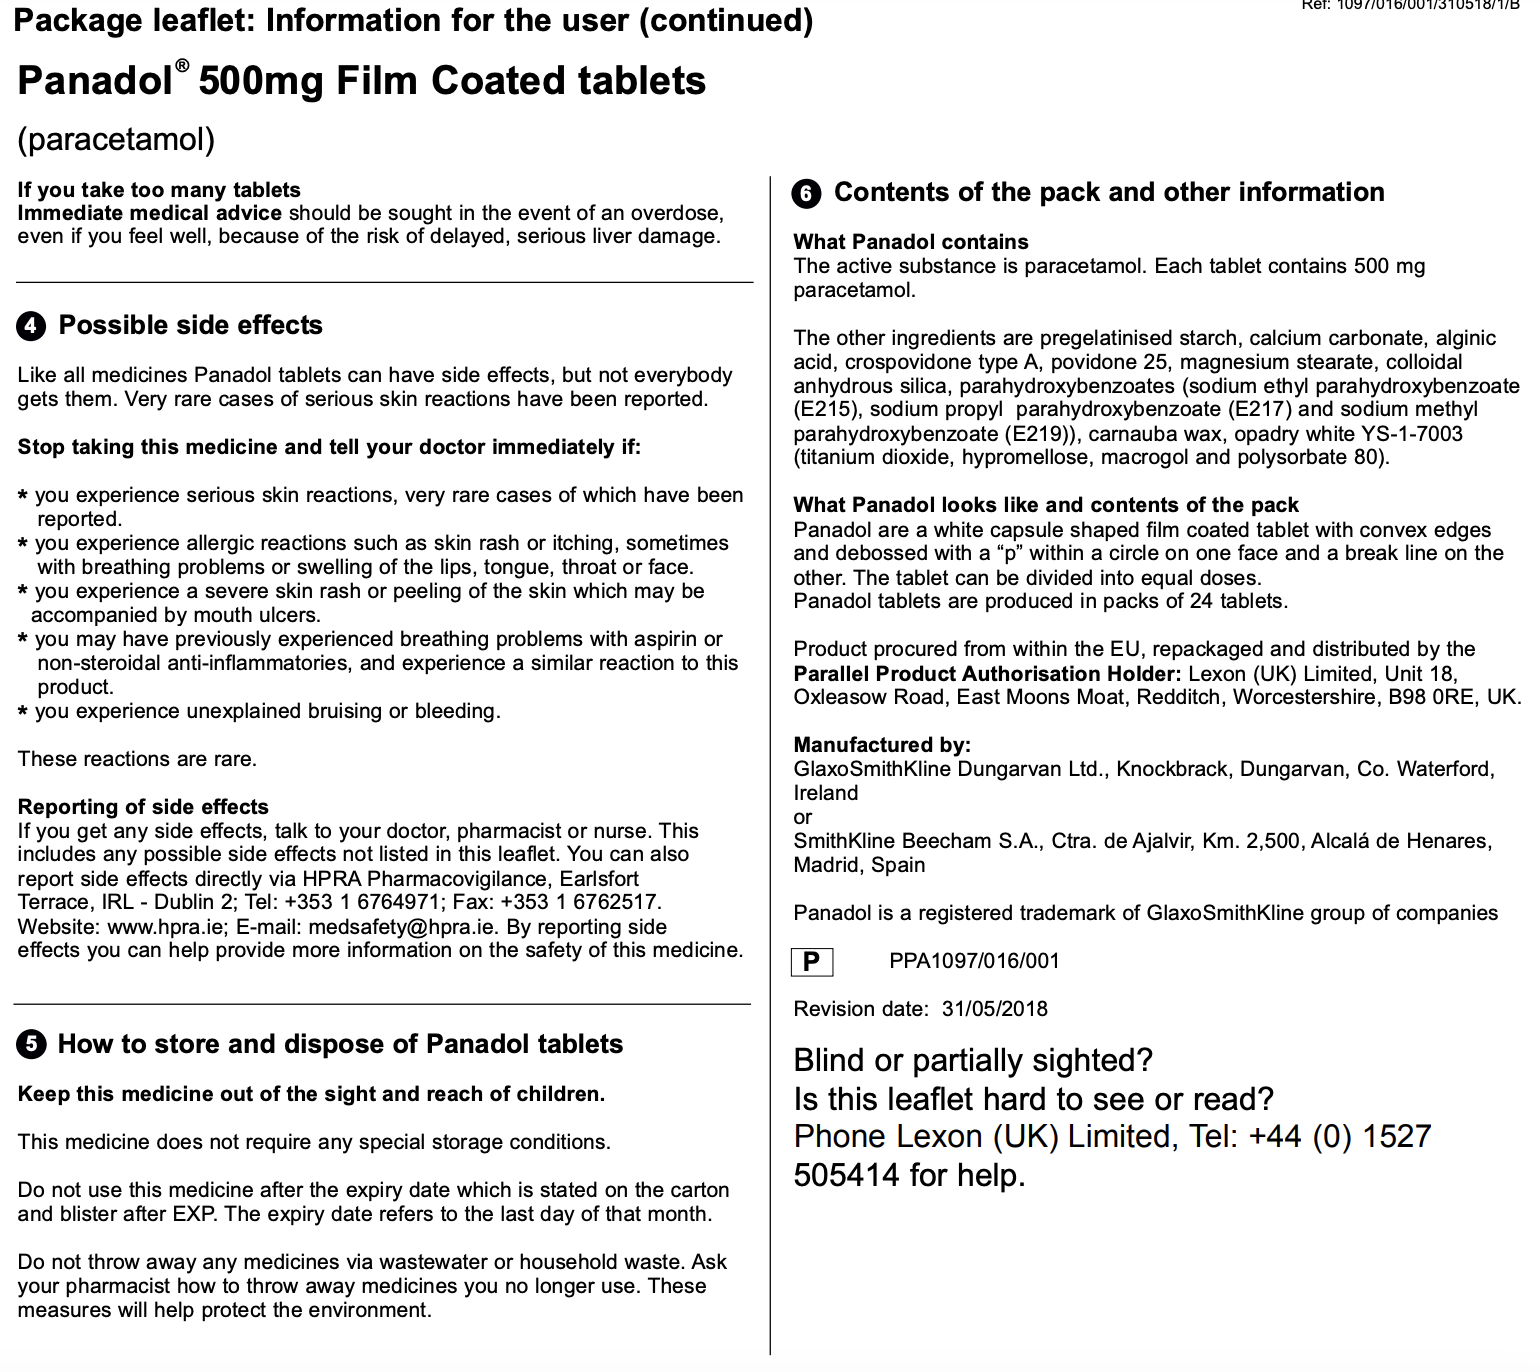 Package leaflet: Information for the user (continued)
Ref: 1097/016/001/310518/1/B
Panadol® 500mg Film Coated tablets
(paracetamol)
If you take too many tablets
Immediate medical advice should be sought in the event of an overdose,
even if you feel well, because of the risk of delayed, serious liver damage.
4 Possible side effects
Like all medicines Panadol tablets can have side effects, but not everybody
gets them. Very rare cases of serious skin reactions have been reported.
Stop taking this medicine and tell your doctor immediately if:
* you experience serious skin reactions, very rare cases of which have been
reported.
* you experience allergic reactions such as skin rash or itching, sometimes
with breathing problems or swelling of the lips, tongue, throat or face.
* you experience a severe skin rash or peeling of the skin which may be
accompanied by mouth ulcers.
* you may have previously experienced breathing problems with aspirin or
non-steroidal anti-inflammatories, and experience a similar reaction to this
product.
* you experience unexplained bruising or bleeding.
These reactions are rare.
Reporting of side effects
If you get any side effects, talk to your doctor, pharmacist or nurse. This
includes any possible side effects not listed in this leaflet. You can also
report side effects directly via HPRA Pharmacovigilance, Earlsfort
Terrace, IRL - Dublin 2; Tel: +353 1 6764971; Fax: +353 1 6762517.
Website: www.hpra.ie; E-mail: medsafety@hpra.ie. By reporting side
effects you can help provide more information on the safety of this medicine.
5 How to store and dispose of Panadol tablets
Keep this medicine out of the sight and reach of children.
This medicine does not require any special storage conditions.
Do not use this medicine after the expiry date which is stated on the carton
and blister after EXP. The expiry date refers to the last day of that month.
Do not throw away any medicines via wastewater or household waste. Ask
your pharmacist how to throw away medicines you no longer use. These
measures will help protect the environment.
6 Contents of the pack and other information
What Panadol contains
The active substance is paracetamol. Each tablet contains 500 mg
paracetamol.
The other ingredients are pregelatinised starch, calcium carbonate, alginic
acid, crospovidone type A, povidone 25, magnesium stearate, colloidal
anhydrous silica, parahydroxybenzoates (sodium ethyl parahydroxybenzoate
(E215), sodium propyl parahydroxybenzoate (E217) and sodium methyl
parahydroxybenzoate (E219)), carnauba wax, opadry white YS-1-7003
(titanium dioxide, hypromellose, macrogol and polysorbate 80).
What Panadol looks like and contents of the pack
Panadol are a white capsule shaped film coated tablet with convex edges
and debossed with a “p” within a circle on one face and a break line on the
other. The tablet can be divided into equal doses.
Panadol tablets are produced in packs of 24 tablets.
Product procured from within the EU, repackaged and distributed by the
Parallel Product Authorisation Holder: Lexon (UK) Limited, Unit 18,
Oxleasow Road, East Moons Moat, Redditch, Worcestershire, B98 0RE, UK.
Manufactured by:
GlaxoSmithKline Dungarvan Ltd., Knockbrack, Dungarvan, Co. Waterford,
Ireland
or
SmithKline Beecham S.A., Ctra. de Ajalvir, Km. 2,500, Alcalá de Henares,
Madrid, Spain
Panadol is a registered trademark of GlaxoSmithKline group of companies
P PPA1097/016/001
Revision date: 31/05/2018
Blind or partially sighted?
Is this leaflet hard to see or read?
Phone Lexon (UK) Limited, Tel: +44 (0) 1527
505414 for help.